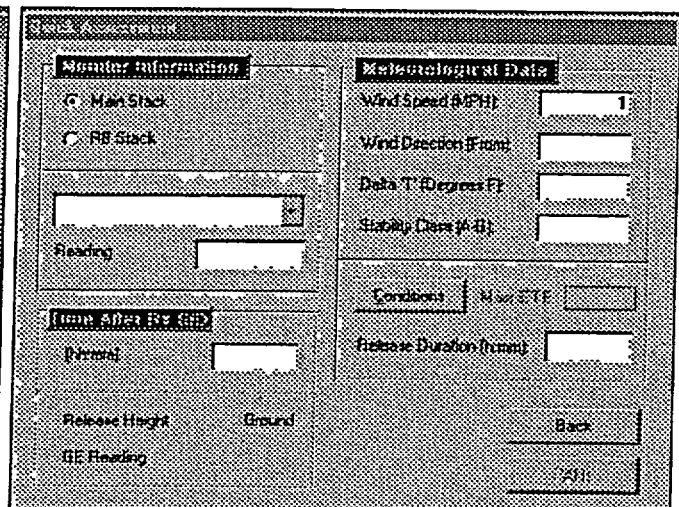 Monitor Information
Main Stack
RB Stack
Reading
Time After Rx S/D
(hh:mm)
Release Height Ground
GE Reading
Meteorological Data
Wind Speed (MPH): 1
Wind Direction (From):
Delta 'T' (Degrees F):
Stability Class (A-G):
Conditions
Release Duration (hh:mm):
Back